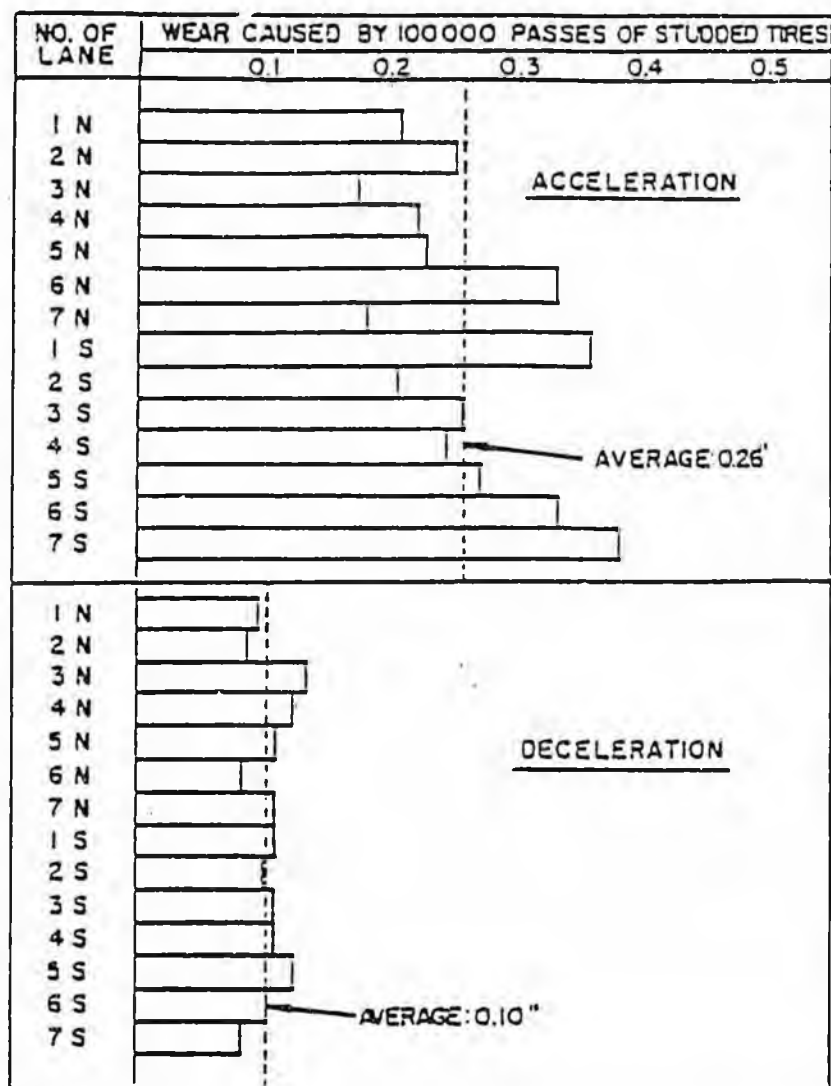 NO. OF LANE
WEAR CAUSED BY 100000 PASSES OF STUDDED TIRES
0.1 0.2 0.3 0.4 0.5
1 N
2 N
ACCELERATION
3 N
4 N
5 N
6 N
7 N
1 S
2 S
3 S
4 S
AVERAGE: 0.26'
5 S
6 S
7 S
1 N
2 N
3 N
4 N
5 N
DECELERATION
6 N
7 N
1 S
2 S
3 S
4 S
5 S
6 S
AVERAGE: 0.10"
7 S